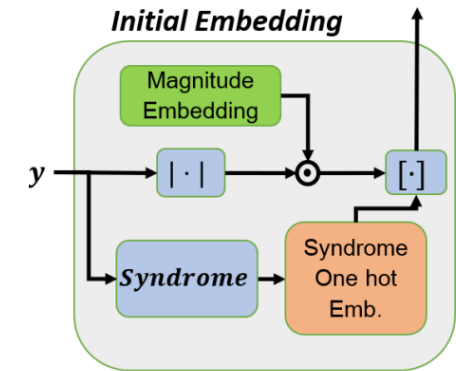 Initial Embedding
Magnitude
Embedding
y
| · |
[·]
Syndrome
Syndrome
One hot
Emb.